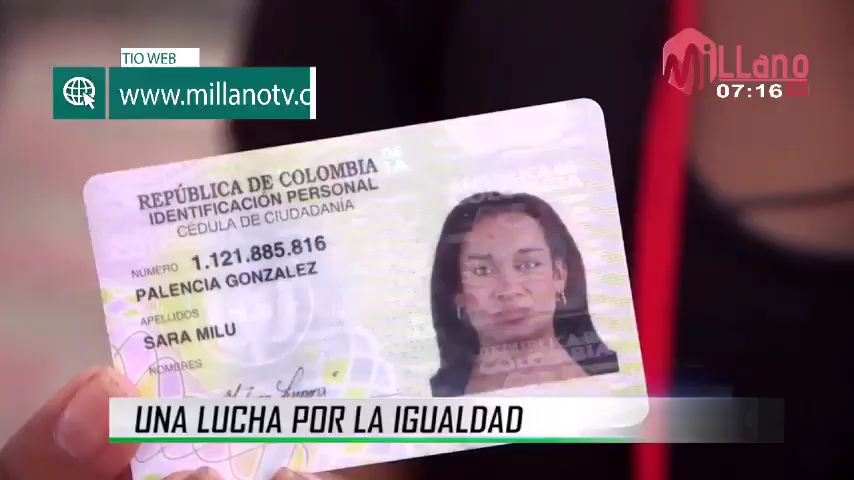 TIO WEB
www.millanotv.c
Millano
07:16
REPÚBLICA DE COLOMBIA
IDENTIFICACIÓN PERSONAL
CÉDULA DE CIUDADANÍA
NÚMERO 1.121.885.816
PALENCIA GONZALEZ
APELLIDOS
SARA MILU
NOMBRES
UNA LUCHA POR LA IGUALDAD